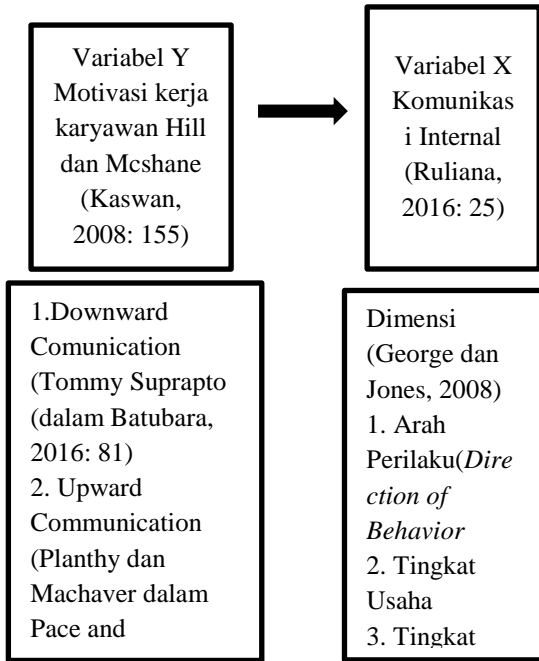 Variabel Y
Motivasi kerja
karyawan Hill
dan Mcshane
(Kaswan,
2008: 155)
Variabel X
Komunikas
i Internal
(Ruliana,
2016: 25)
1.Downward
Comunication
(Tommy Suprapto
(dalam Batubara,
2016: 81)
2. Upward
Communication
(Planthy dan
Machaver dalam
Pace and
Dimensi
(George dan
Jones, 2008)
1. Arah
Perilaku(Dire
ction of
Behavior
2. Tingkat
Usaha
3. Tingkat